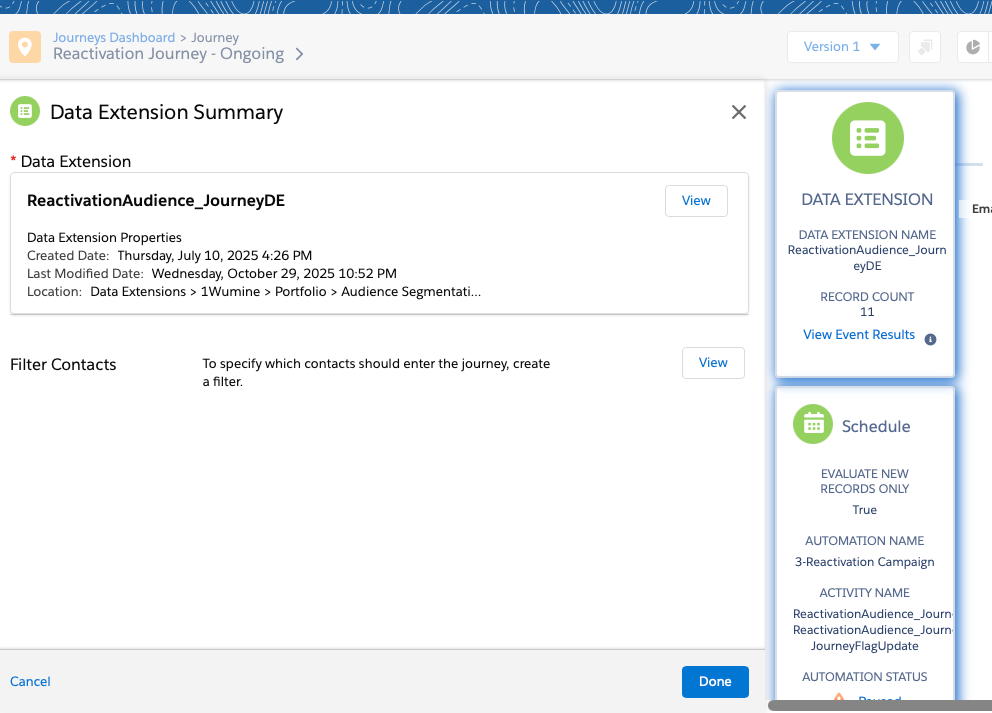 Journeys Dashboard > Journey
Reactivation Journey - Ongoing
Version 1
Data Extension Summary
* Data Extension
ReactivationAudience_JourneyDE
View
Data Extension Properties
Created Date: Thursday, July 10, 2025 4:26 PM
Last Modified Date: Wednesday, October 29, 2025 10:52 PM
Location: Data Extensions > 1Wumine > Portfolio > Audience Segmentati...
Filter Contacts
To specify which contacts should enter the journey, create
a filter.
View
Cancel
Done
DATA EXTENSION
DATA EXTENSION NAME
ReactivationAudience_Journ
eyDE
RECORD COUNT
11
View Event Results
Schedule
EVALUATE NEW
RECORDS ONLY
True
AUTOMATION NAME
3-Reactivation Campaign
ACTIVITY NAME
ReactivationAudience_Journ
ReactivationAudience_Journ
JourneyFlagUpdate
AUTOMATION STATUS
Paused
Ema